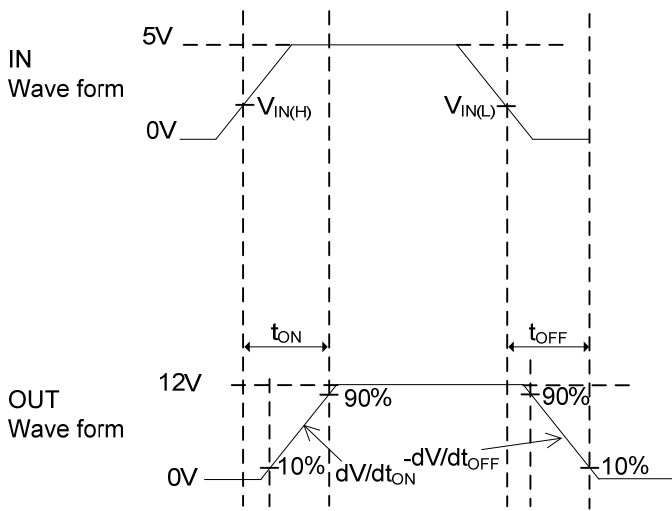 5V
IN
Wave form
V_IN(H)
V_IN(L)
0V
t_ON
t_OFF
12V
OUT
Wave form
90%
90%
0V
10%
dV/dt_ON
-dV/dt_OFF
10%